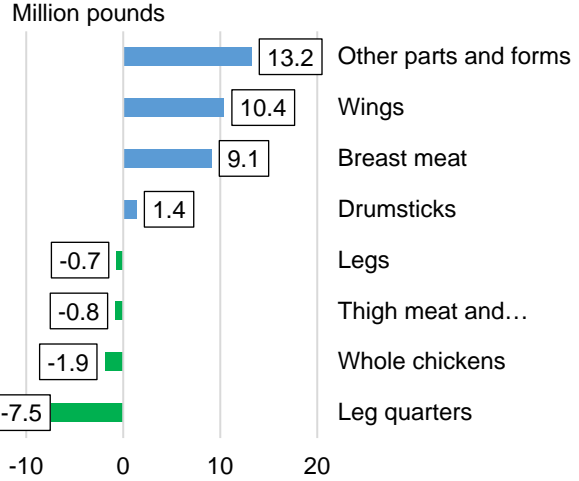 Million pounds
13.2 Other parts and forms
10.4 Wings
9.1 Breast meat
1.4 Drumsticks
-0.7 Legs
-0.8 Thigh meat and…
-1.9 Whole chickens
-7.5 Leg quarters
-10 0 10 20